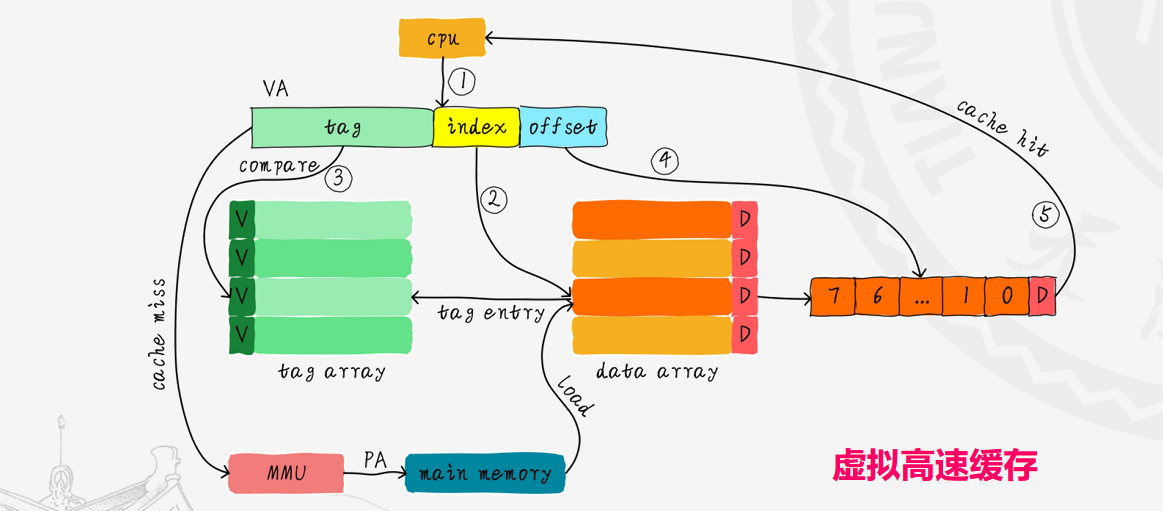 cpu
①
VA
tag
index
offset
compare
③
②
④
cache hit
⑤
cache miss
V
V
V
V
tag entry
D
D
D
D
7 6 ... 1 0 D
tag array
data array
load
MMU
PA
main memory
虚拟高速缓存